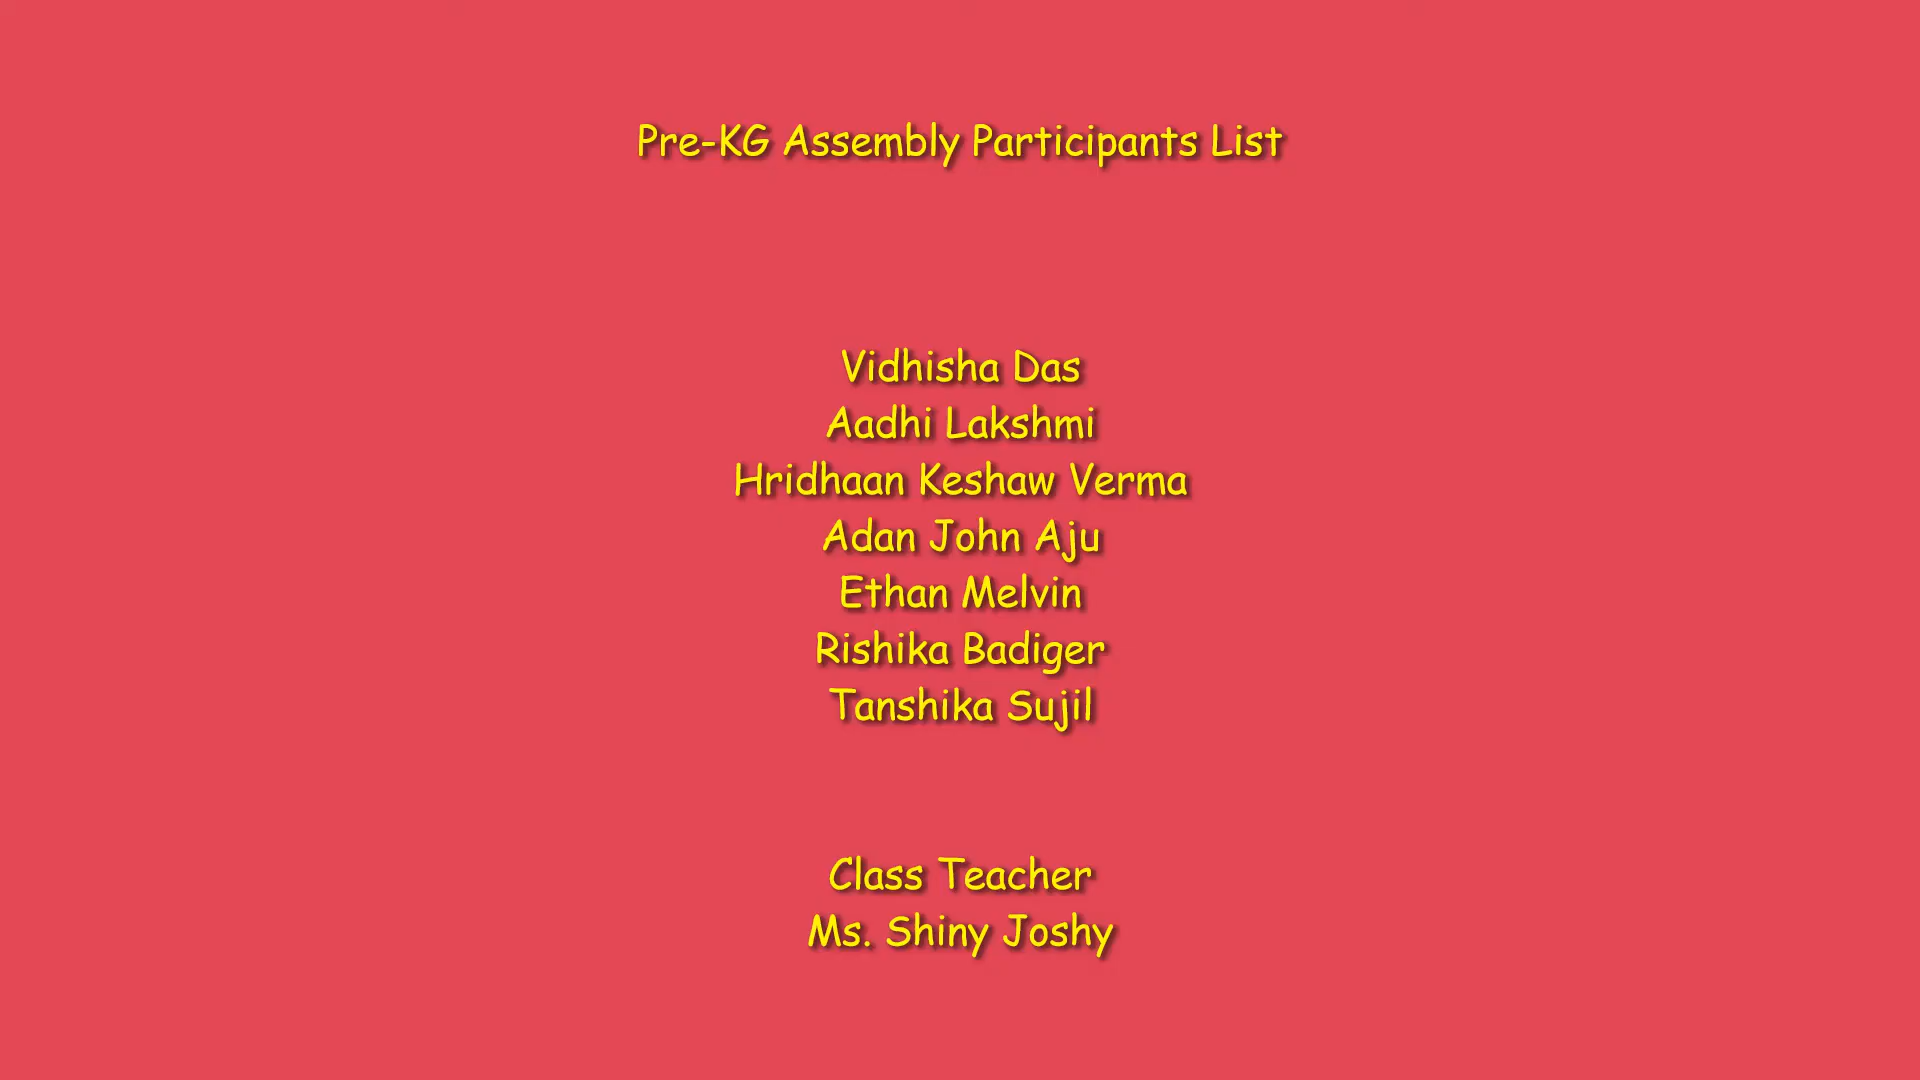 Pre-KG Assembly Participants List
Vidhisha Das
Aadhi Lakshmi
Hridhaan Keshaw Verma
Adan John Aju
Ethan Melvin
Rishika Badiger
Tanshika Sujil
Class Teacher
Ms. Shiny Joshy